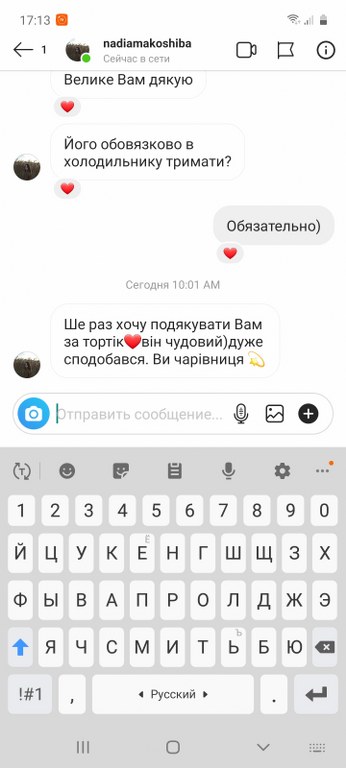 17:13
1
nadiamakoshiba
Сейчас в сети
Велике Вам дякую
Його обовязково в
холодильнику тримати?
Обязательно)
Сегодня 10:01 AM
Ше раз хочу подякувати Вам
за тортік❤він чудовий)дуже
сподобався. Ви чарівниця 💫
Отправить сообщение...
1 2 3 4 5 6 7 8 9 0
Ё
Й Ц У К Е Н Г Ш Щ З Х
Ф Ы В А П Р О Л Д Ж Э
Ъ
Я Ч С М И Т Ь Б Ю
!#1 , Русский .